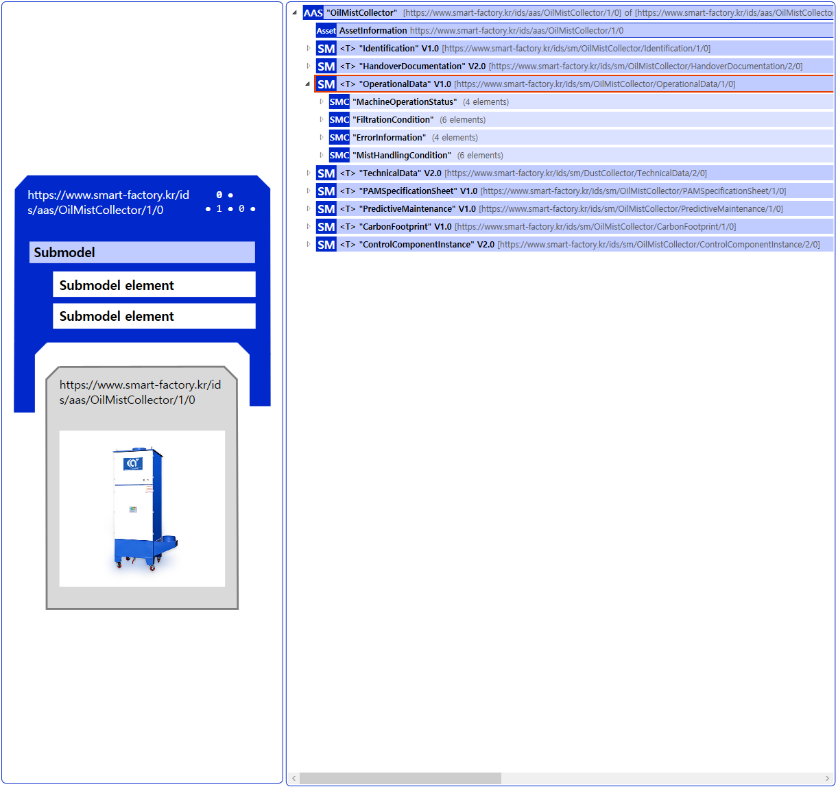 https://www.smart-factory.kr/id
s/aas/OilMistCollector/1/0
0
1 0
Submodel
Submodel element
Submodel element
https://www.smart-factory.kr/id
s/aas/OilMistCollector/1/0
AAS "OilMistCollector" [https://www.smart-factory.kr/ids/aas/OilMistCollector/1/0] of [https://www.smart-factory.kr/ids/aas/OilMistCollector
Asset AssetInformation https://www.smart-factory.kr/ids/aas/OilMistCollector/1/0
SM <T> "Identification" V1.0 [https://www.smart-factory.kr/ids/sm/OilMistCollector/Identification/1/0]
SM <T> "HandoverDocumentation" V2.0 [https://www.smart-factory.kr/ids/sm/OilMistCollector/HandoverDocumentation/2/0]
SM <T> "OperationalData" V1.0 [https://www.smart-factory.kr/ids/sm/OilMistCollector/OperationalData/1/0]
SMC "MachineOperationStatus" (4 elements)
SMC "FiltrationCondition" (6 elements)
SMC "ErrorInformation" (4 elements)
SMC "MistHandlingCondition" (6 elements)
SM <T> "TechnicalData" V2.0 [https://www.smart-factory.kr/ids/sm/DustCollector/TechnicalData/2/0]
SM <T> "PAMSpecificationSheet" V1.0 [https://www.smart-factory.kr/ids/sm/OilMistCollector/PAMSpecificationSheet/1/0]
SM <T> "PredictiveMaintenance" V1.0 [https://www.smart-factory.kr/ids/sm/OilMistCollector/PredictiveMaintenance/1/0]
SM <T> "CarbonFootprint" V1.0 [https://www.smart-factory.kr/ids/sm/OilMistCollector/CarbonFootprint/1/0]
SM <T> "ControlComponentInstance" V2.0 [https://www.smart-factory.kr/ids/sm/OilMistCollector/ControlComponentInstance/2/0]